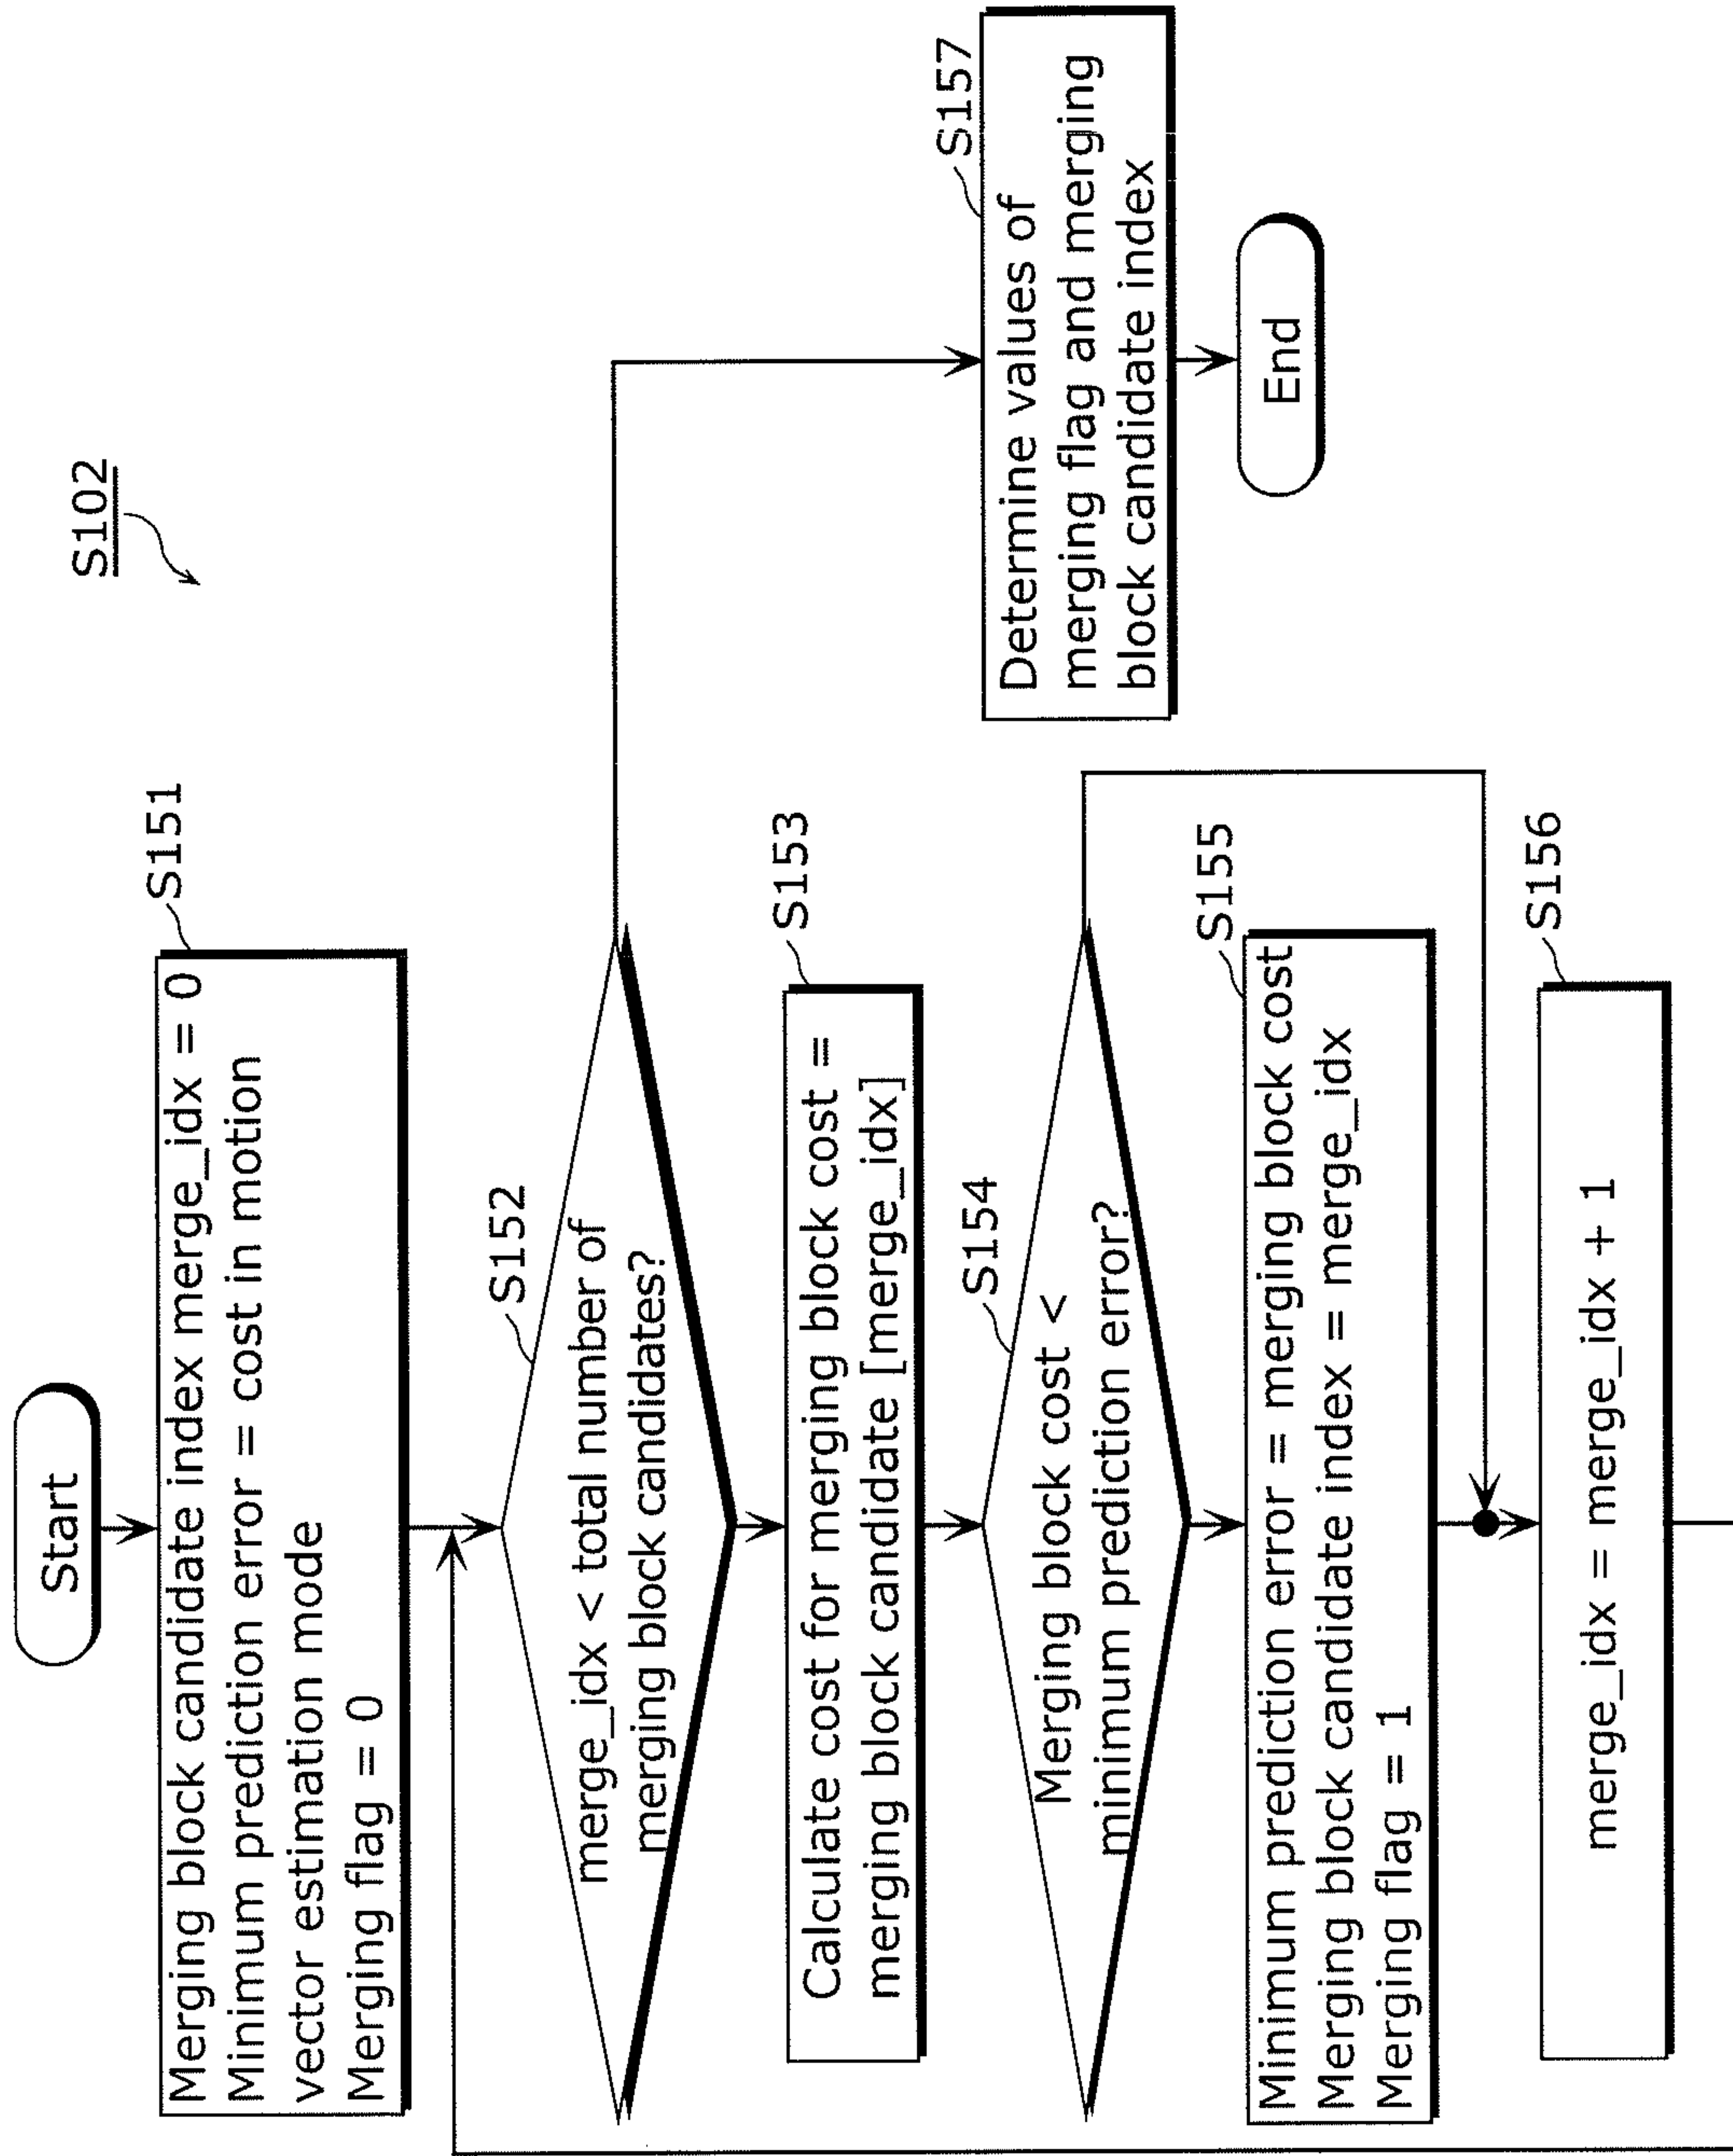 S102
Start
S151
Merging block candidate index merge_idx = 0
Minimum prediction error = cost in motion
vector estimation mode
Merging flag = 0
S152
merge_idx < total number of
merging block candidates?
S153
Calculate cost for merging block cost =
merging block candidate [merge_idx]
S154
Merging block cost <
minimum prediction error?
S155
Minimum prediction error = merging block cost
Merging block candidate index = merge_idx
Merging flag = 1
S156
merge_idx = merge_idx + 1
S157
Determine values of
merging flag and merging
block candidate index
End